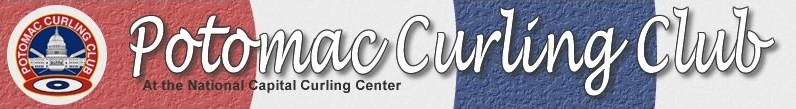 POTOMAC CURLING CLUB
Potomac Curling Club
At the National Capital Curling Center